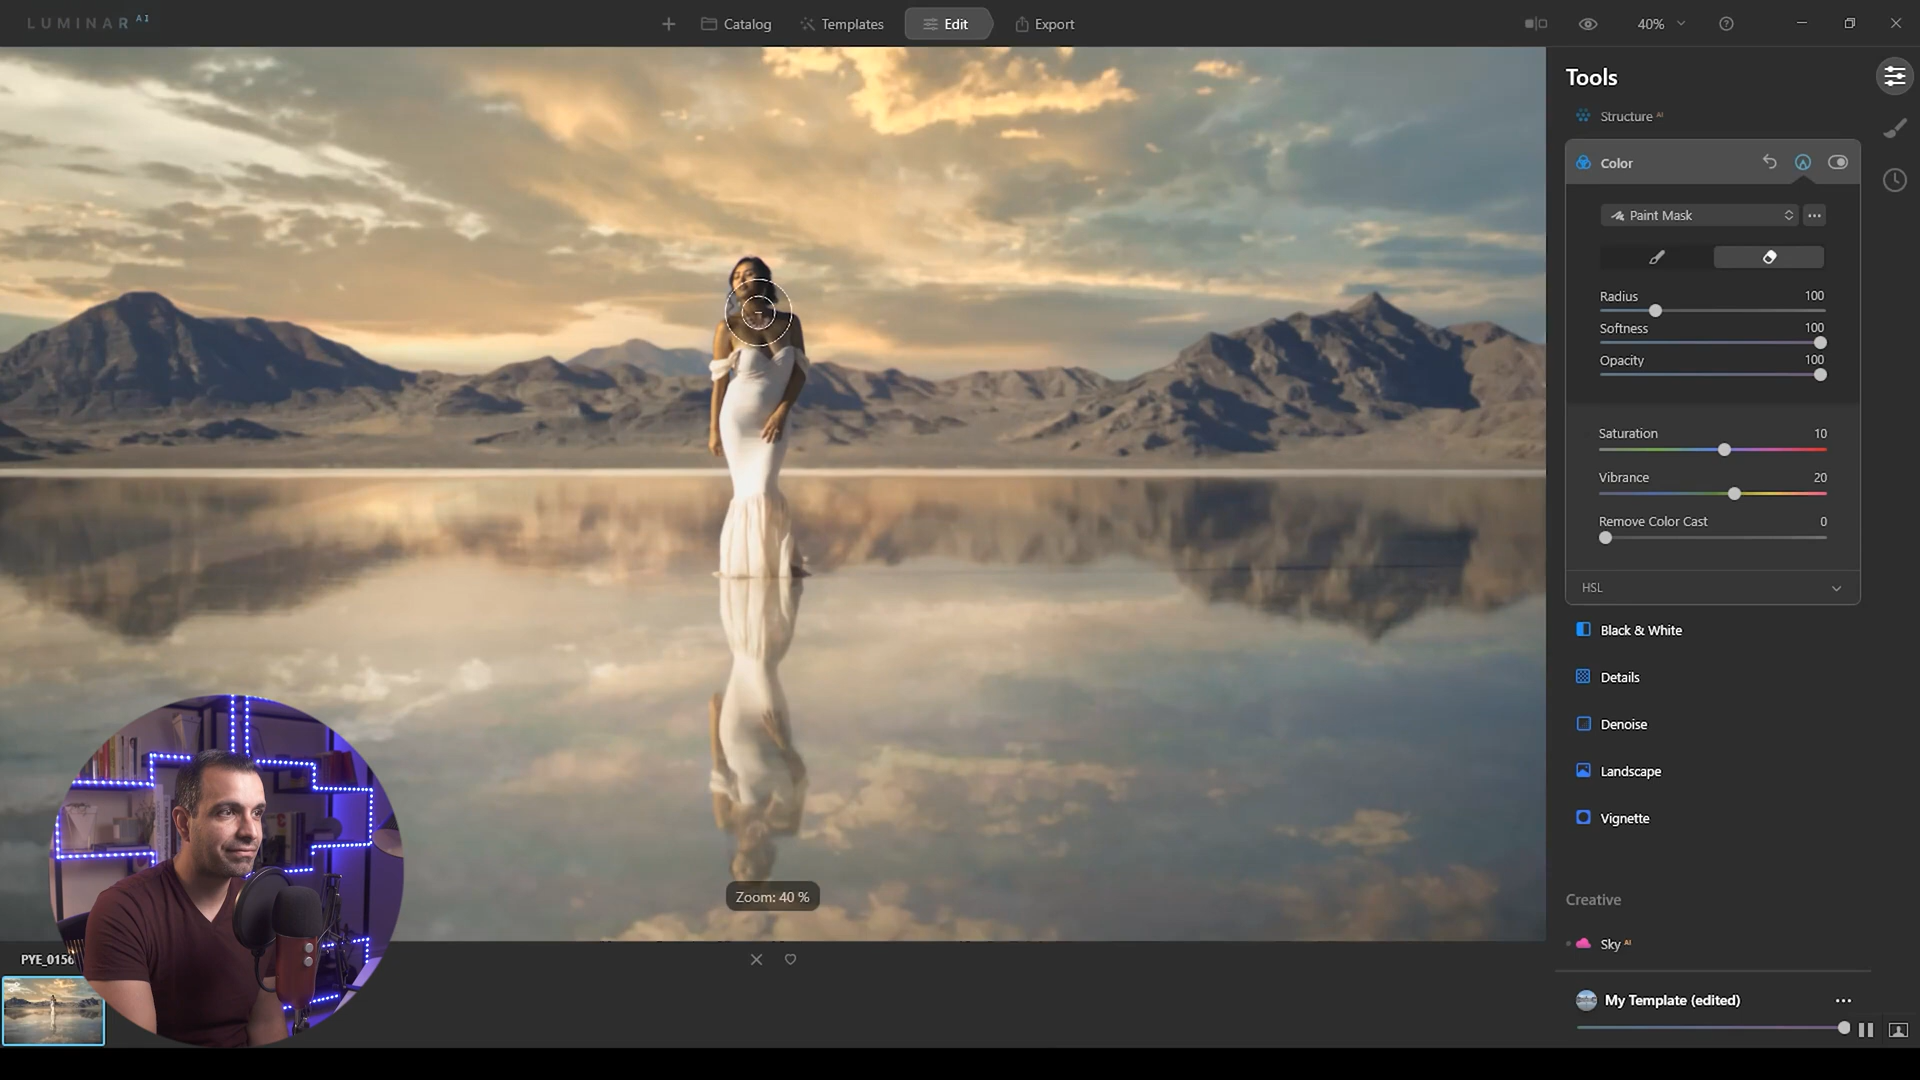 LUMINAR AI
Catalog
Templates
Edit
Export
40%
Tools
Structure AI
Color
Paint Mask
Radius 100
Softness 100
Opacity 100
Saturation 10
Vibrance 20
Remove Color Cast 0
HSL
Black & White
Details
Denoise
Landscape
Vignette
Zoom: 40 %
Creative
Sky AI
PYE_0156
My Template (edited)